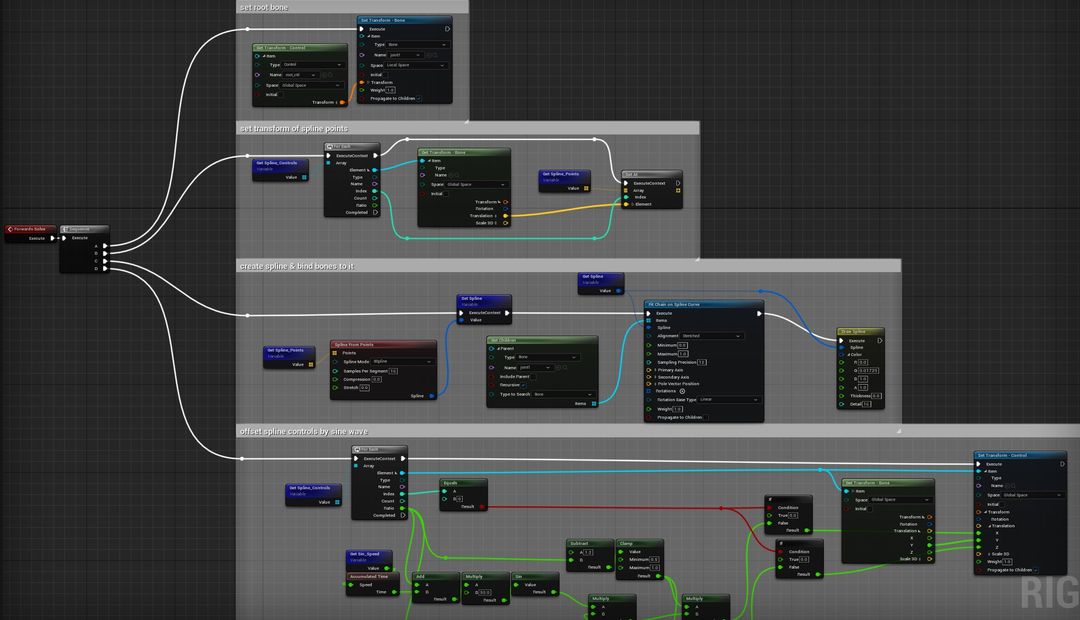 set root bone
Set Transform - Bone
Execute
Item
Type Bone
Name joint1
Space Local Space
Initial
Transform
Weight 1.0
Propagate to Children
Get Transform - Control
Item
Type Control
Name root_ctrl
Space Global Space
Initial
Transform
set transform of spline points
Get Spline_Controls
Variable
Value
For Each
ExecuteContext
Array
Element
Type
Name
Index
Count
Ratio
Completed
Get Transform - Bone
Item
Type
Name
Space Global Space
Initial
Transform
Rotation
Translation
Scale 3D
Get Spline_Points
Variable
Value
Set At
ExecuteContext
Array
Index
Element
Forwards Solve
Execute
Sequence
Execute
A
B
C
D
create spline & bind bones to it
Get Spline_Points
Variable
Value
Spline From Points
Points
Spline Mode BSpline
Samples Per Segment 16
Compression 0.0
Stretch 0.0
Spline
Set Spline
Variable
ExecuteContext
Value
Get Children
Parent
Type Bone
Name joint1
Include Parent
Recursive
Type to Search Bone
Items
Get Spline
Variable
Value
Fit Chain on Spline Curve
Execute
Items
Spline
Alignment Stretched
Minimum 0.0
Maximum 1.0
Sampling Precision 12
Primary Axis
Secondary Axis
Pole Vector Position
Rotations
Rotation Ease Type Linear
Weight 1.0
Propagate to Children
Draw Spline
Execute
Spline
Color
R 0.0
G
B 1.0
A 1.0
Thickness 0.0
Detail 16
offset spline controls by sine wave
Get Spline_Controls
Variable
Value
For Each
ExecuteContext
Array
Element
Type
Name
Index
Count
Ratio
Completed
Equals
A
B 0
Result
Get Sin_Speed
Variable
Value
Accumulated Time
Speed
Time
Add
A
B
Result
Multiply
A
B
Result
Sin
Value
Result
Subtract
A 1.0
B
Result
Clamp
Value
Minimum 0.5
Maximum 1.0
Result
Multiply
A
B
Multiply
A
B
If
Condition
True 0.0
False
Result
If
Condition
True 0.0
False
Result
Get Transform - Bone
Item
Type
Name
Space Global Space
Initial
Transform
Rotation
Translation
X
Y
Z
Scale 3D
Set Transform - Control
Execute
Item
Type
Name
Space Global Space
Initial
Transform
Rotation
Translation
X
Y
Z
Scale 3D
Weight 1.0
Propagate to Children
RIG